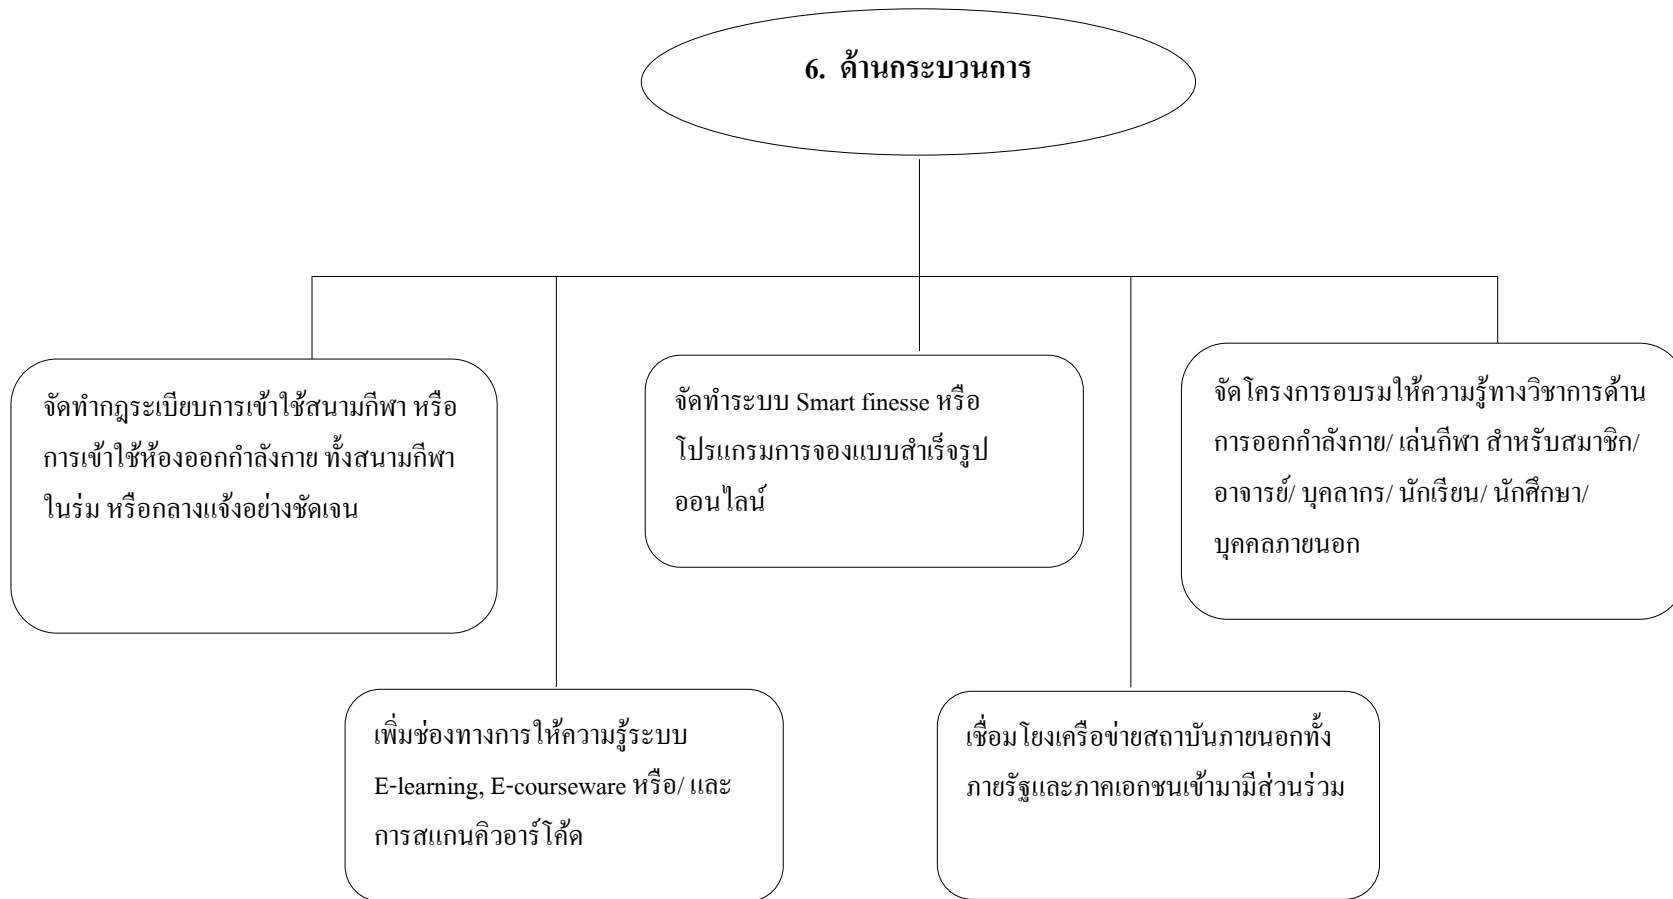 6. ด้านกระบวนการ
จัดทำกฎระเบียบการเข้าใช้สนามกีฬา หรือ
การเข้าใช้ห้องออกกำลังกาย ทั้งสนามกีฬา
ในร่ม หรือกลางแจ้งอย่างชัดเจน
จัดทำระบบ Smart finesse หรือ
โปรแกรมการจองแบบสำเร็จรูป
ออนไลน์
จัดโครงการอบรมให้ความรู้ทางวิชาการด้าน
การออกกำลังกาย/ เล่นกีฬา สำหรับสมาชิก/
อาจารย์/ บุคลากร/ นักเรียน/ นักศึกษา/
บุคคลภายนอก
เพิ่มช่องทางการให้ความรู้ระบบ
E-learning, E-courseware หรือ/ และ
การสแกนคิวอาร์โค้ด
เชื่อมโยงเครือข่ายสถาบันภายนอกทั้ง
ภายรัฐและภาคเอกชนเข้ามามีส่วนร่วม